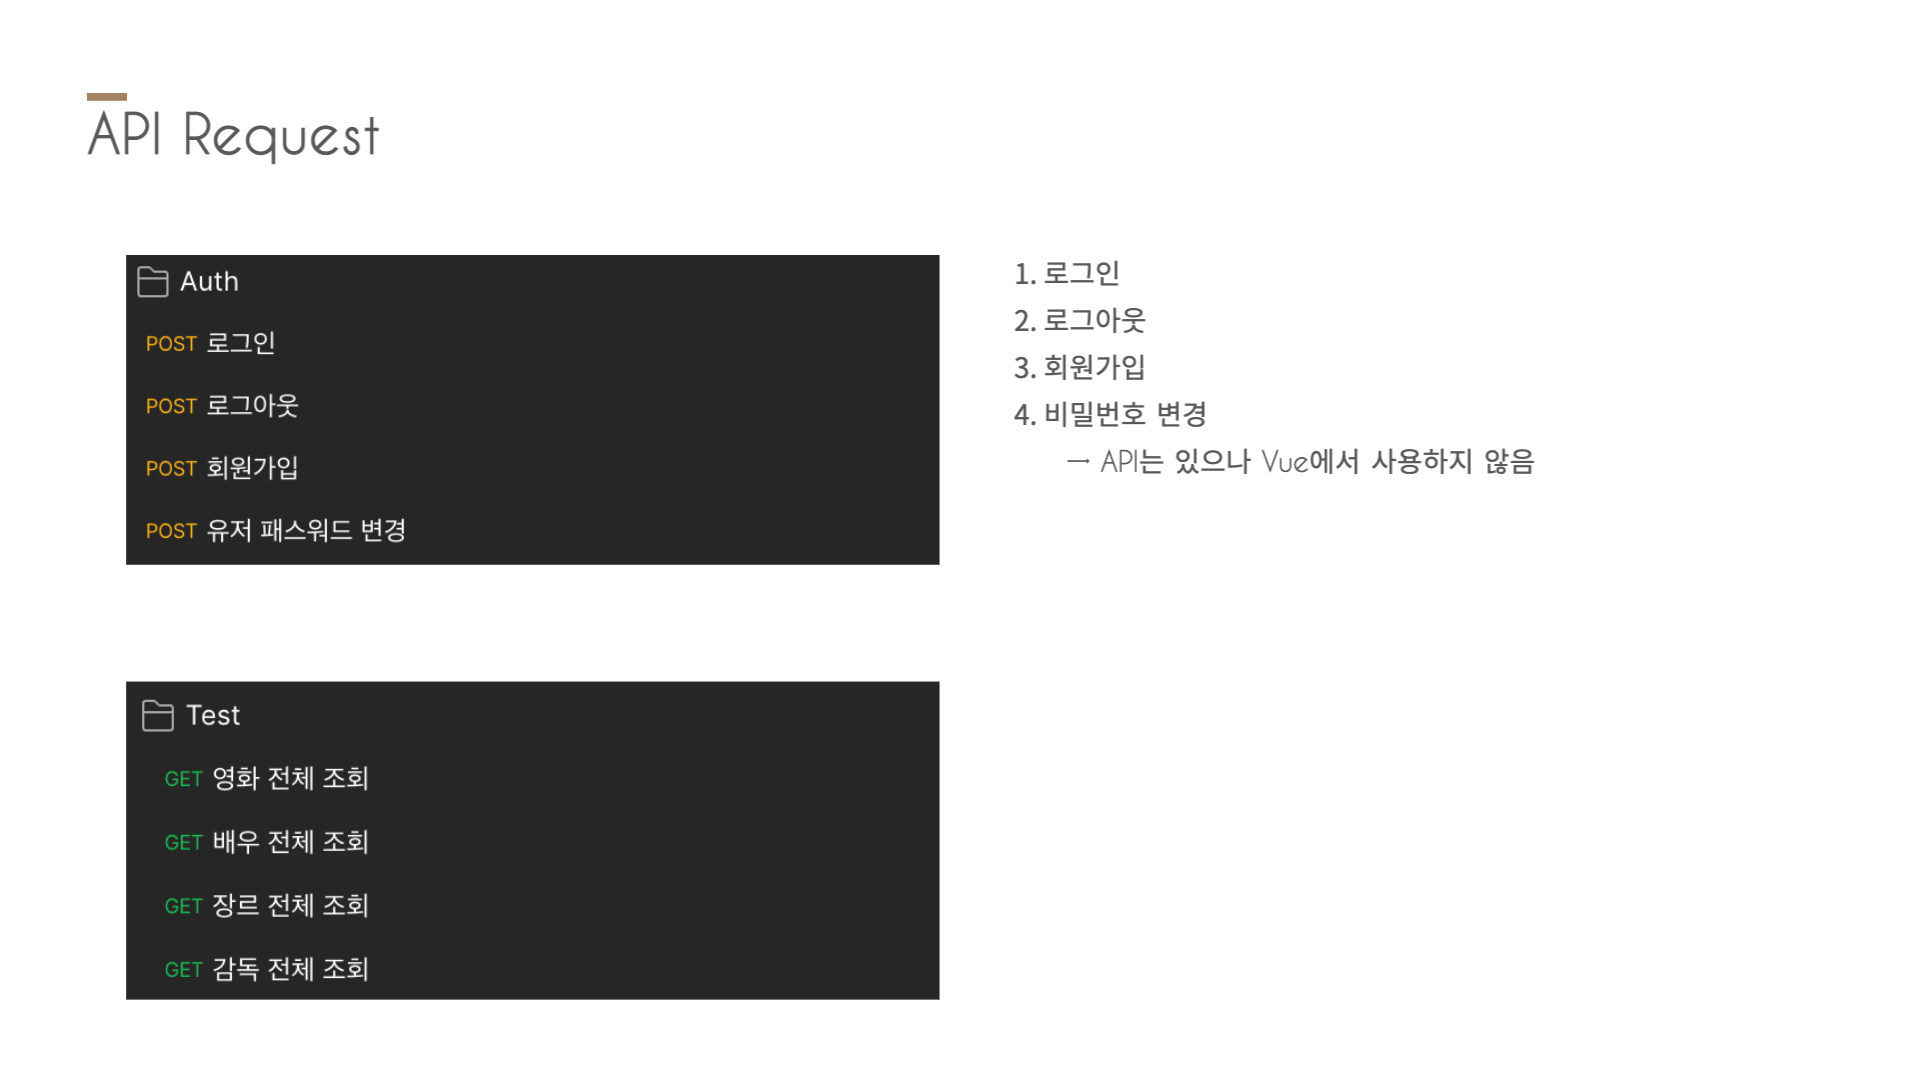 API Request
Auth
POST 로그인
POST 로그아웃
POST 회원가입
POST 유저 패스워드 변경
1. 로그인
2. 로그아웃
3. 회원가입
4. 비밀번호 변경
→ API는 있으나 Vue에서 사용하지 않음
Test
GET 영화 전체 조회
GET 배우 전체 조회
GET 장르 전체 조회
GET 감독 전체 조회